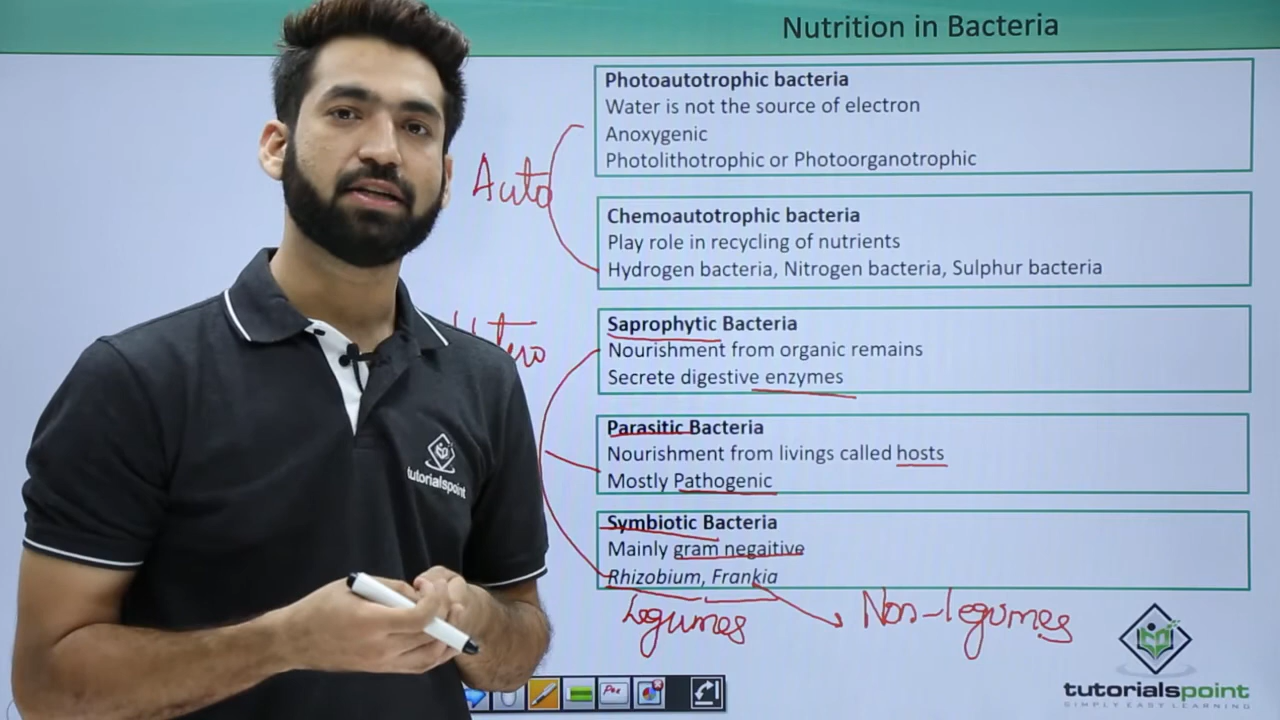 Nutrition in Bacteria
Photoautotrophic bacteria
Water is not the source of electron
Anoxygenic
Photolithotrophic or Photoorganotrophic
Auto
Chemoautotrophic bacteria
Play role in recycling of nutrients
Hydrogen bacteria, Nitrogen bacteria, Sulphur bacteria
Saprophytic Bacteria
Nourishment from organic remains
Secrete digestive enzymes
Parasitic Bacteria
Nourishment from livings called hosts
Mostly Pathogenic
Symbiotic Bacteria
Mainly gram negaitive
Rhizobium, Frankia
Legumes
Non-legumes
tutorialspoint
tutorialspoint
SIMPLY EASY LEARNING
Pen